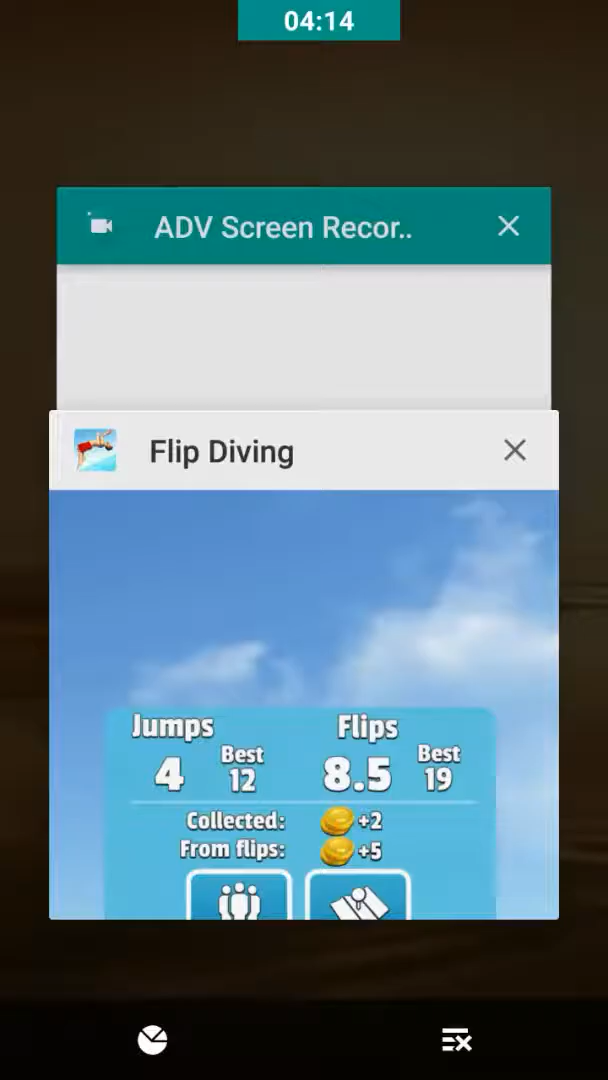 04:14
ADV Screen Recor..
Flip Diving
Jumps Flips
4 Best 12 8.5 Best 19
Collected: +2
From flips: +5